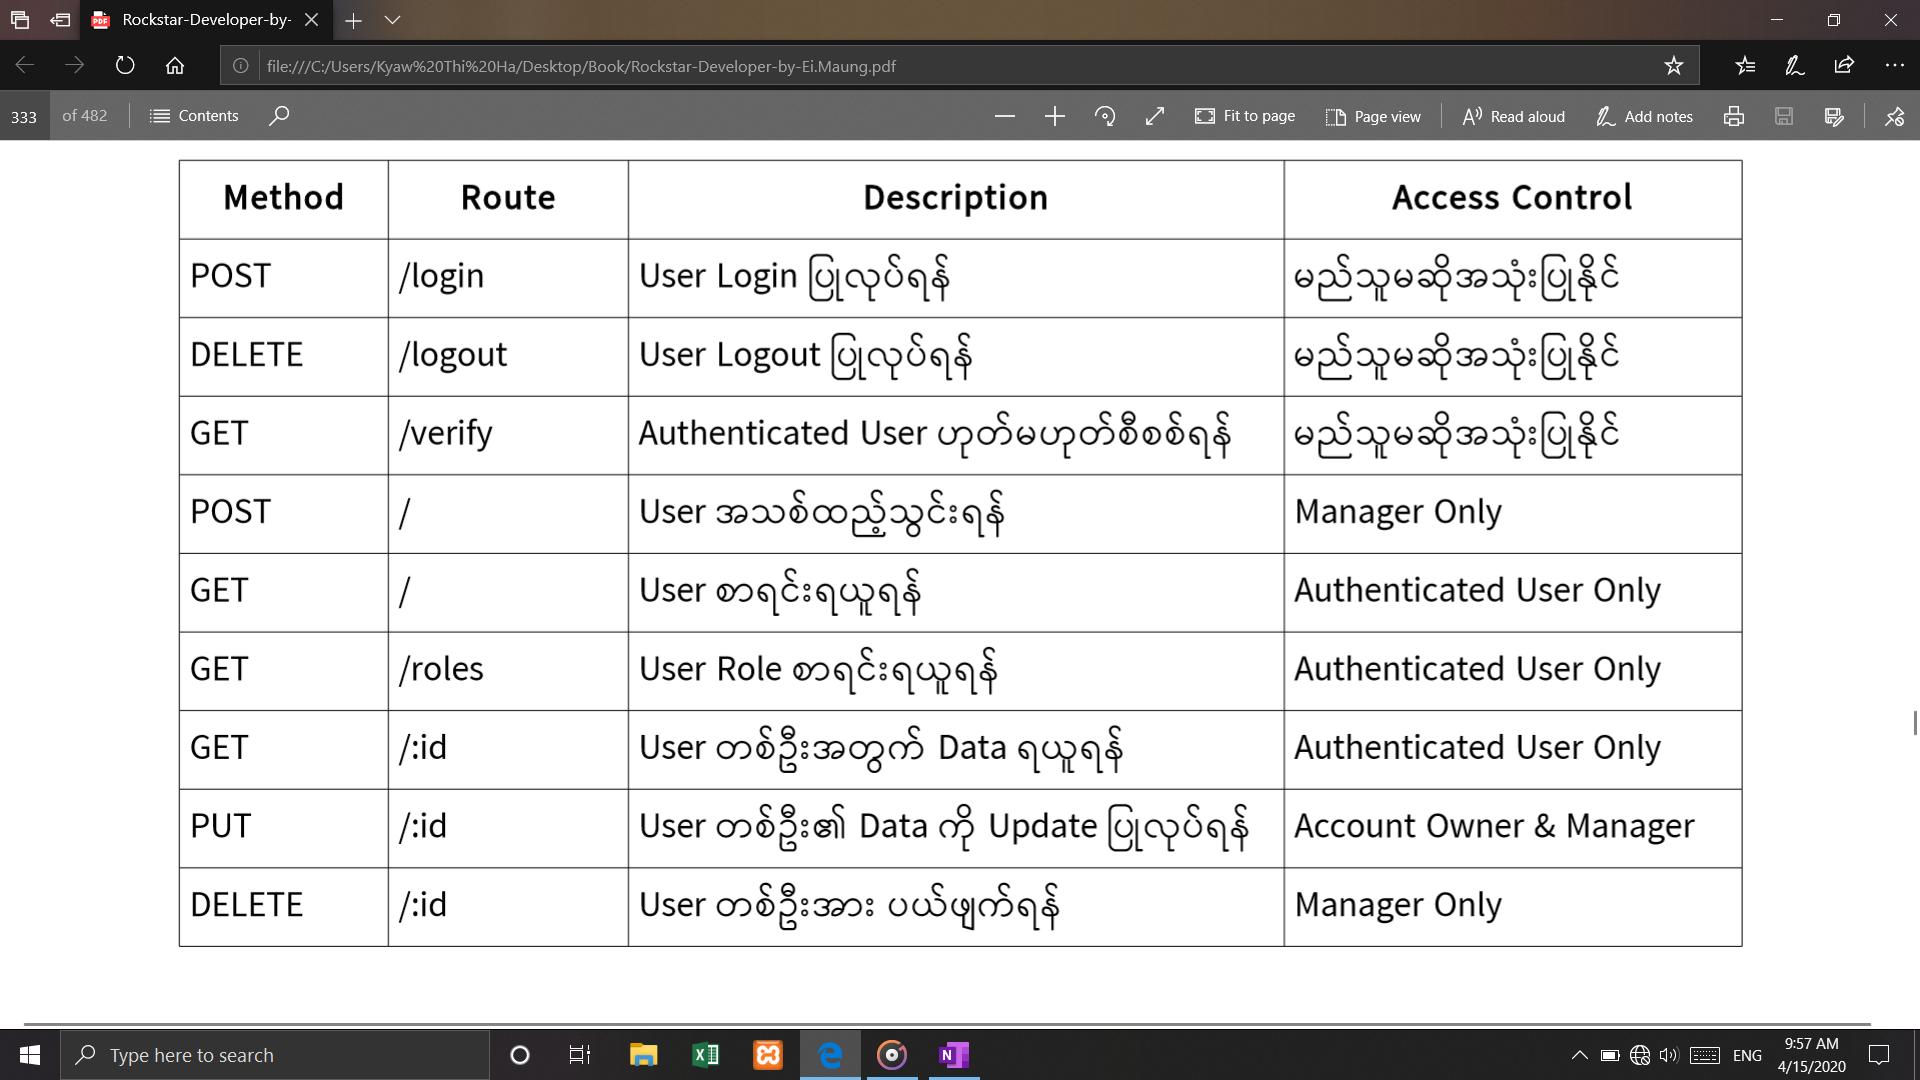 Rockstar-Developer-by-
file:///C:/Users/Kyaw%20Thi%20Ha/Desktop/Book/Rockstar-Developer-by-Ei.Maung.pdf
333 of 482 Contents Fit to page Page view Read aloud Add notes
Method Route Description Access Control
POST /login User Login ပြုလုပ်ရန် မည်သူမဆိုအသုံးပြုနိုင်
DELETE /logout User Logout ပြုလုပ်ရန် မည်သူမဆိုအသုံးပြုနိုင်
GET /verify Authenticated User ဟုတ်မဟုတ်စီစစ်ရန် မည်သူမဆိုအသုံးပြုနိုင်
POST / User အသစ်ထည့်သွင်းရန် Manager Only
GET / User စာရင်းရယူရန် Authenticated User Only
GET /roles User Role စာရင်းရယူရန် Authenticated User Only
GET /:id User တစ်ဦးအတွက် Data ရယူရန် Authenticated User Only
PUT /:id User တစ်ဦး၏ Data ကို Update ပြုလုပ်ရန် Account Owner & Manager
DELETE /:id User တစ်ဦးအား ပယ်ဖျက်ရန် Manager Only
Type here to search ENG 9:57 AM
4/15/2020